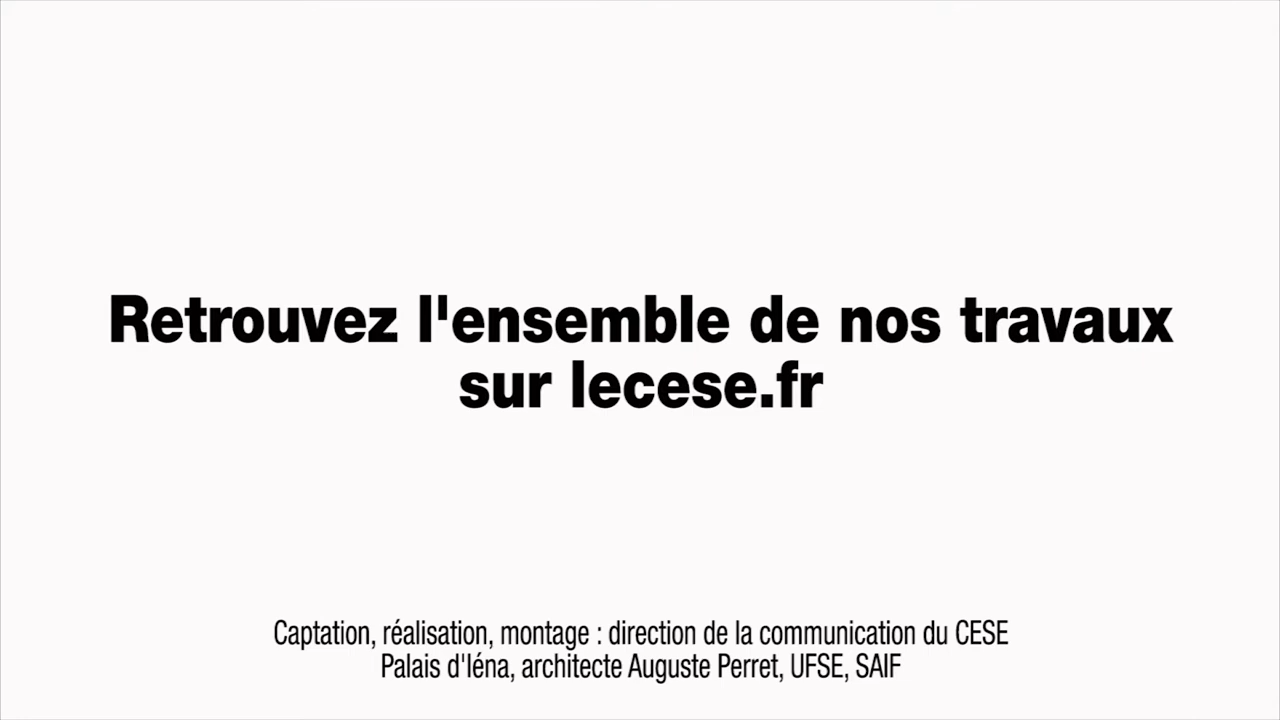 Retrouvez l'ensemble de nos travaux
sur lecese.fr
Captation, réalisation, montage : direction de la communication du CESE
Palais d'Iéna, architecte Auguste Perret, UFSE, SAIF